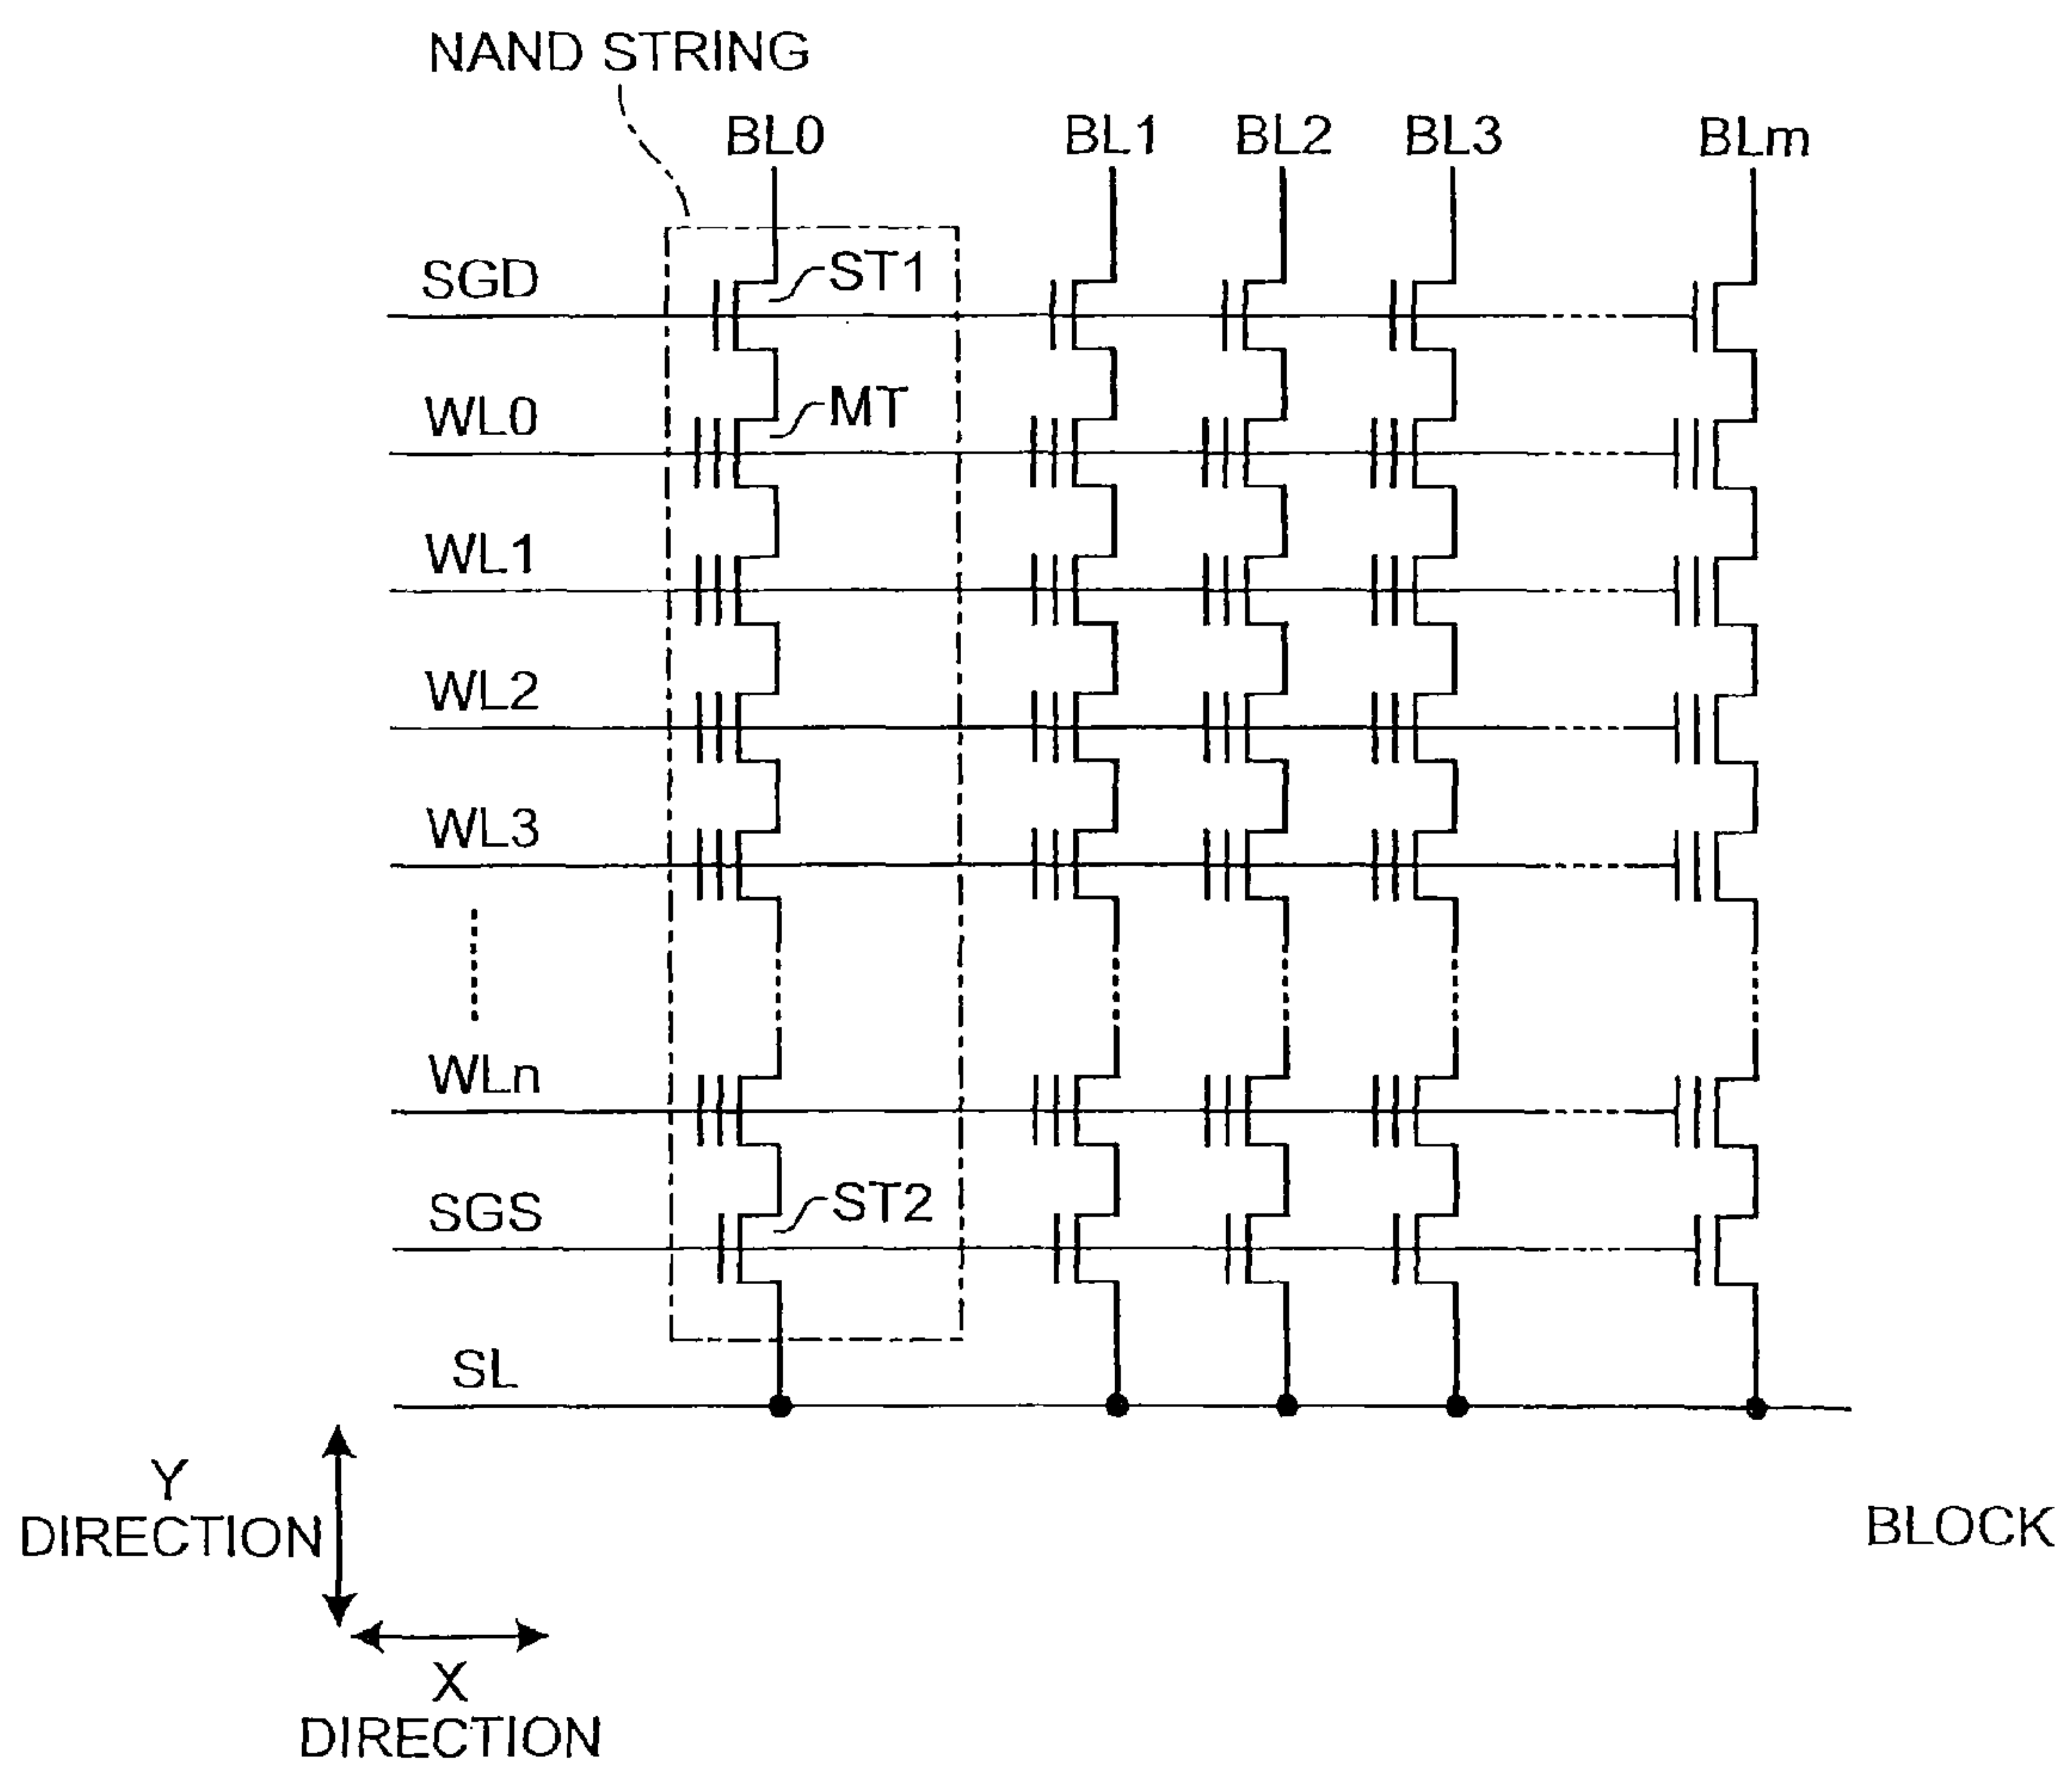 NAND STRING
BL0 BL1 BL2 BL3 BLm
SGD ST1
WL0 MT
WL1
WL2
WL3
WLn
SGS ST2
SL
Y
DIRECTION
BLOCK
X
DIRECTION